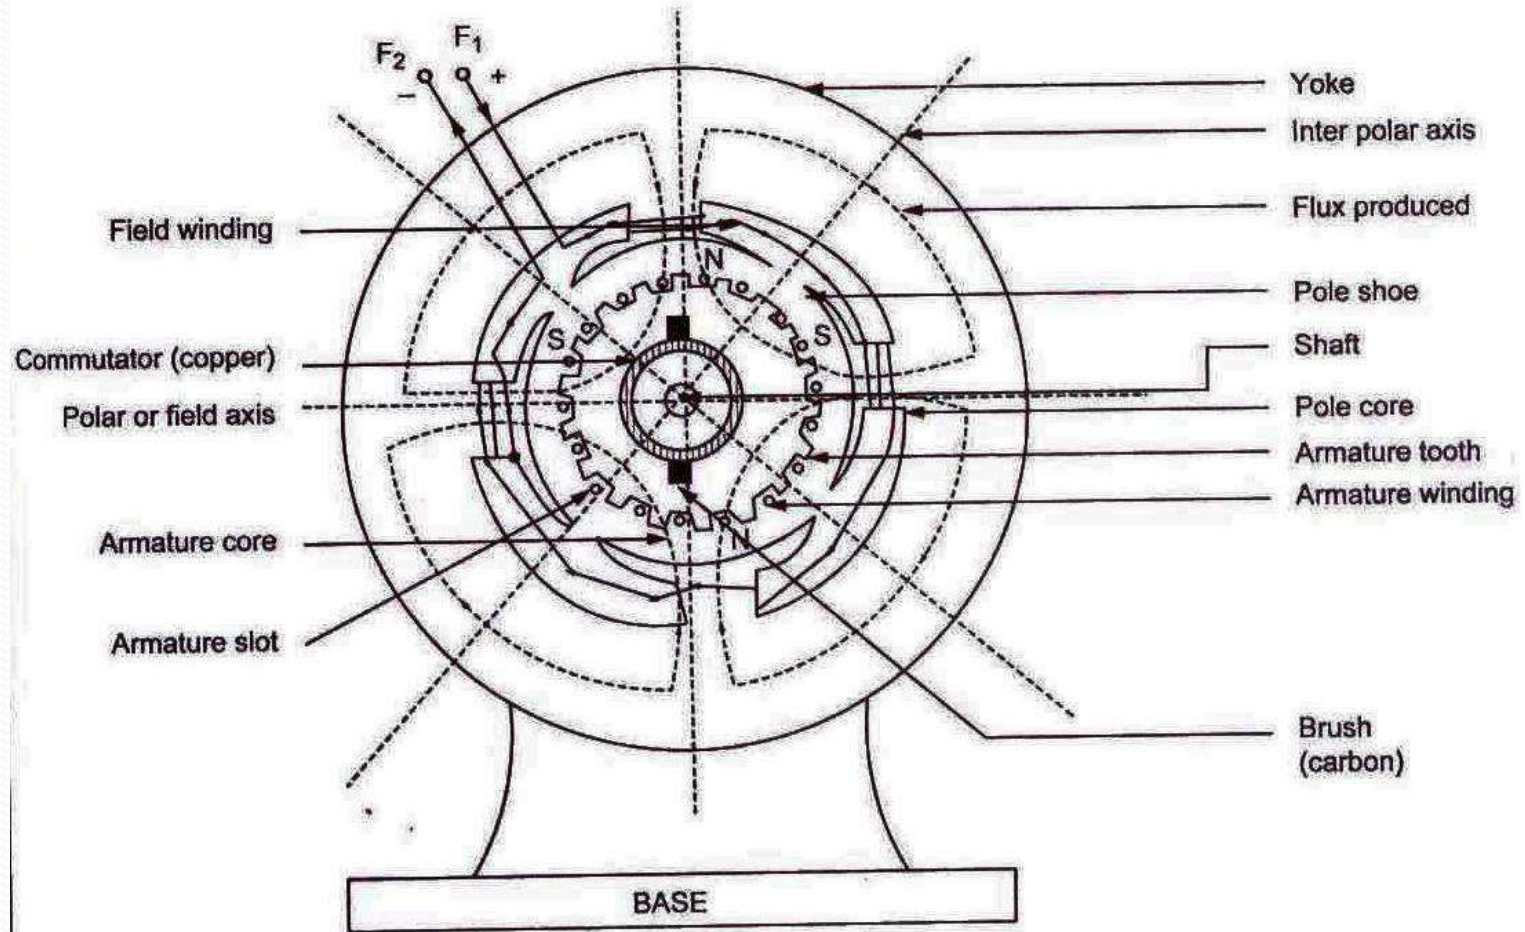 F₁
F₂
+
–
Yoke
Inter polar axis
Field winding
Flux produced
N
Pole shoe
S
S
Shaft
Commutator (copper)
Polar or field axis
Pole core
Armature tooth
Armature winding
Armature core
N
Armature slot
Brush
(carbon)
BASE